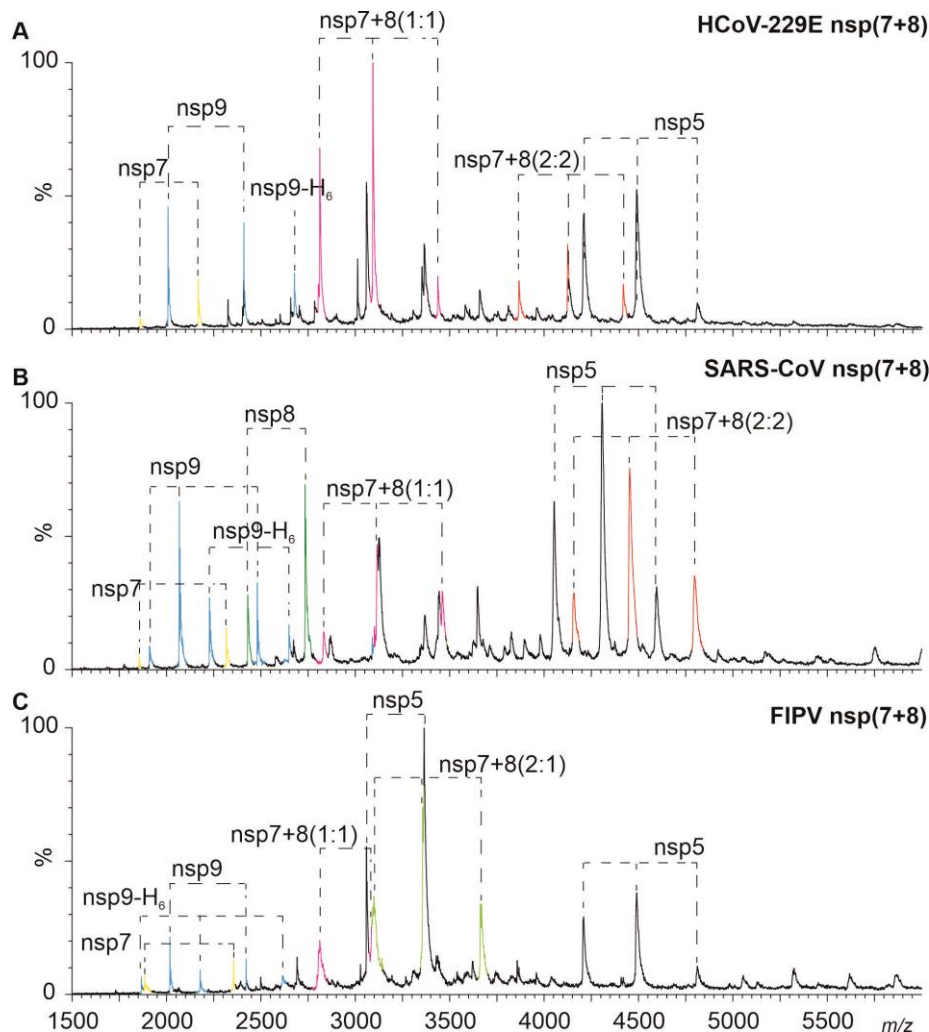 A
HCoV-229E nsp(7+8)
nsp7+8(1:1)
100
nsp9
nsp5
nsp7
nsp7+8(2:2)
nsp9-H6
%
0
B
SARS-CoV nsp(7+8)
nsp5
100
nsp8
nsp7+8(2:2)
nsp9
nsp7+8(1:1)
nsp9-H6
%
nsp7
0
C
FIPV nsp(7+8)
nsp5
100
nsp7+8(2:1)
nsp7+8(1:1)
nsp9
nsp5
%
nsp9-H6
nsp7
0
1500 2000 2500 3000 3500 4000 4500 5000 5500 m/z